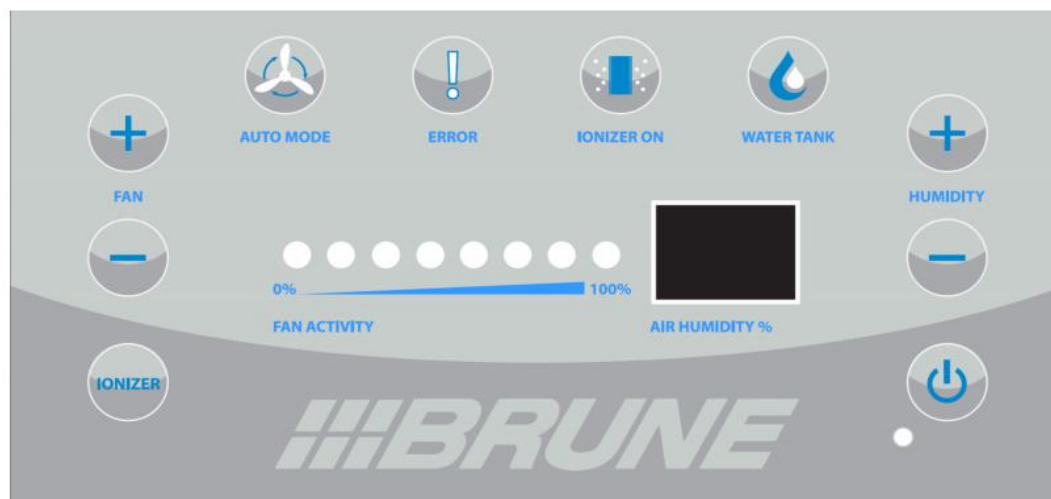 AUTO MODE
ERROR
IONIZER ON
WATER TANK
FAN
HUMIDITY
0%
100%
FAN ACTIVITY
AIR HUMIDITY %
IONIZER
BRUNE